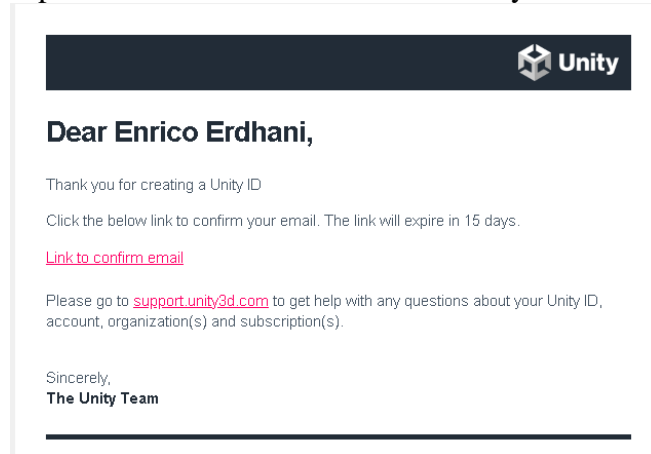 Unity
Dear Enrico Erdhani,
Thank you for creating a Unity ID
Click the below link to confirm your email. The link will expire in 15 days.
Link to confirm email
Please go to support.unity3d.com to get help with any questions about your Unity ID,
account, organization(s) and subscription(s).
Sincerely,
The Unity Team